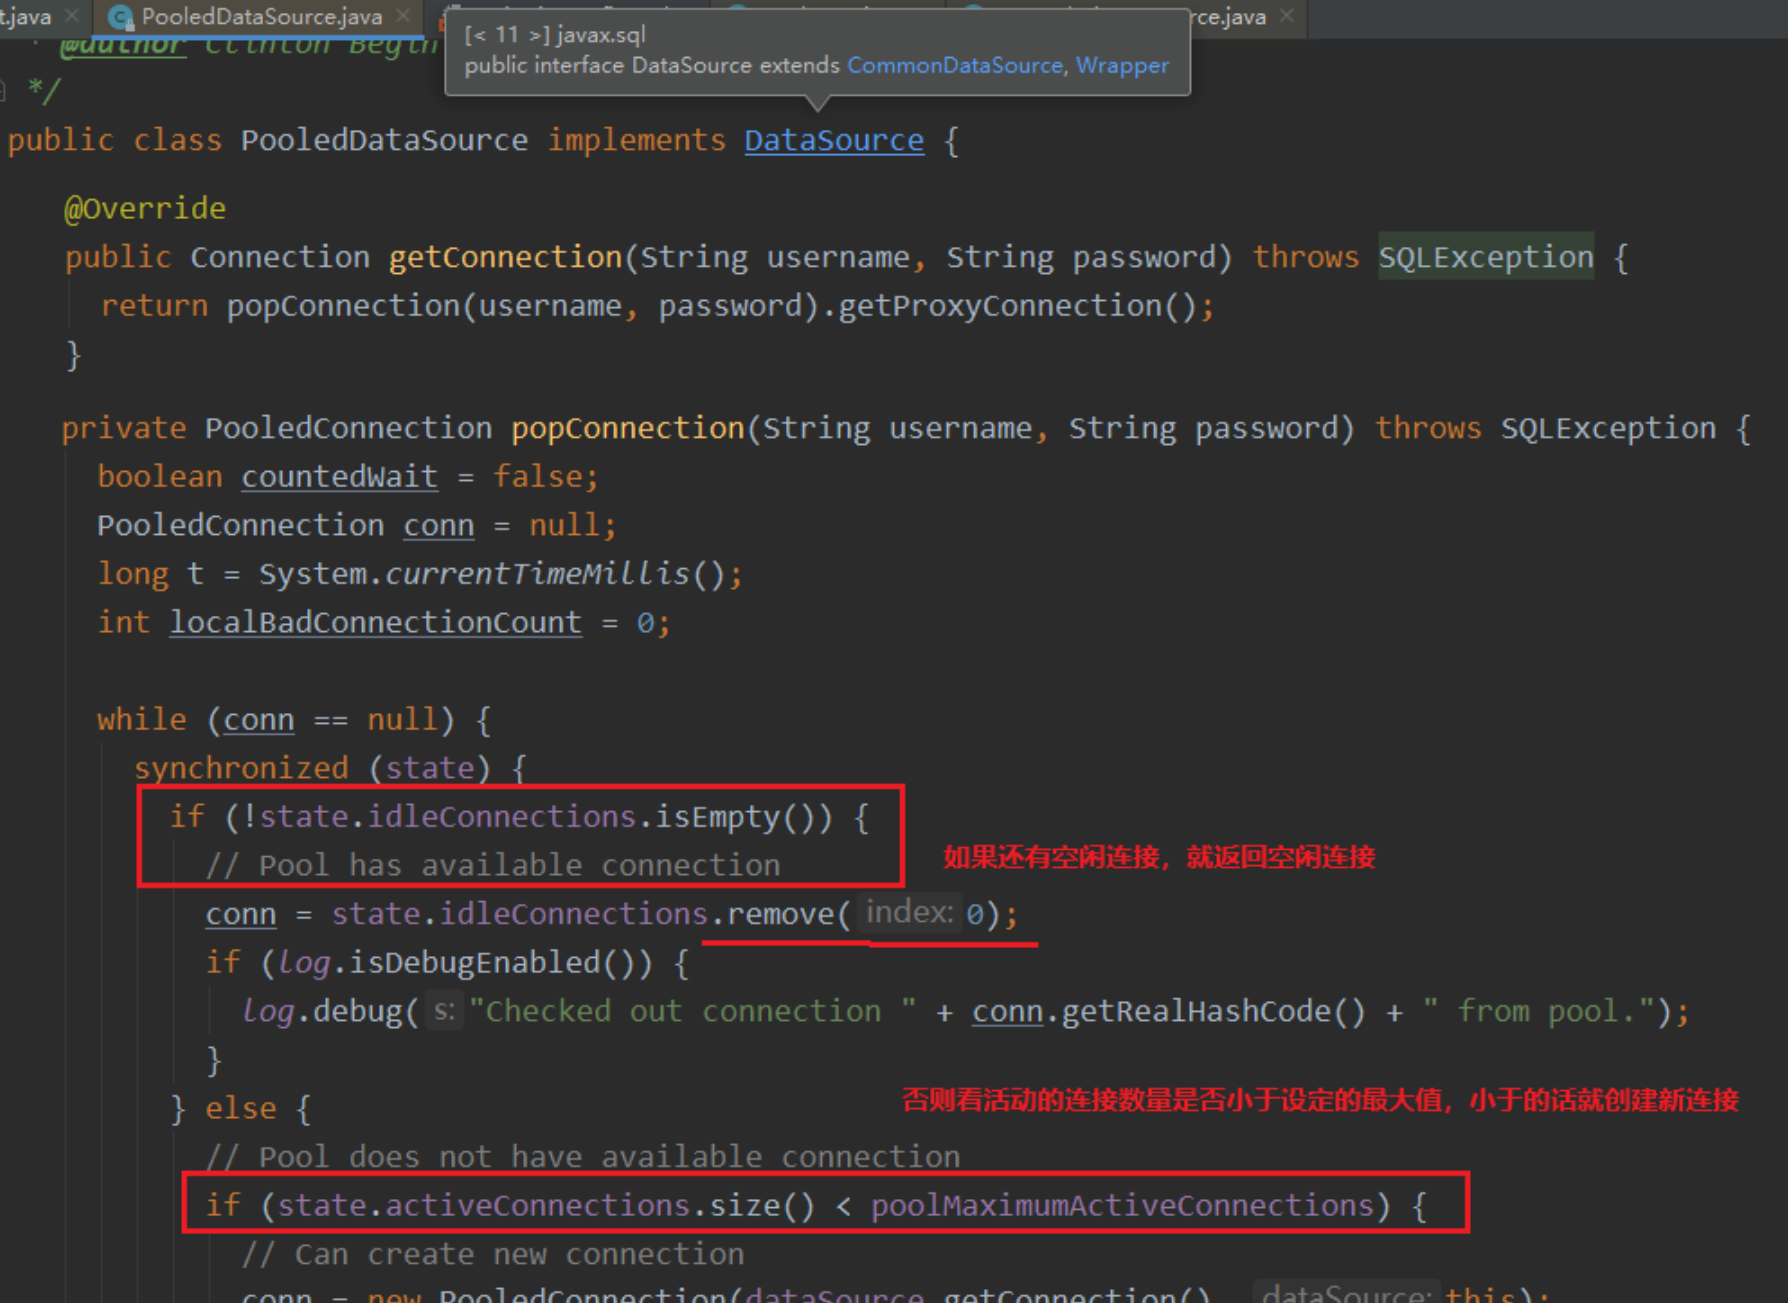 t.java × PooledDataSource.java × rce.java ×
[< 11 >] javax.sql
public interface DataSource extends CommonDataSource, Wrapper
* @author Clinton Begin
*/
public class PooledDataSource implements DataSource {
@Override
public Connection getConnection(String username, String password) throws SQLException {
return popConnection(username, password).getProxyConnection();
}
private PooledConnection popConnection(String username, String password) throws SQLException {
boolean countedWait = false;
PooledConnection conn = null;
long t = System.currentTimeMillis();
int localBadConnectionCount = 0;
while (conn == null) {
synchronized (state) {
if (!state.idleConnections.isEmpty()) {
// Pool has available connection
如果还有空闲连接，就返回空闲连接
conn = state.idleConnections.remove( index: 0);
if (log.isDebugEnabled()) {
log.debug( s: "Checked out connection " + conn.getRealHashCode() + " from pool.");
}
} else {
否则看活动的连接数量是否小于设定的最大值，小于的话就创建新连接
// Pool does not have available connection
if (state.activeConnections.size() < poolMaximumActiveConnections) {
// Can create new connection
conn = new PooledConnection(dataSource.getConnection(), dataSource: this);